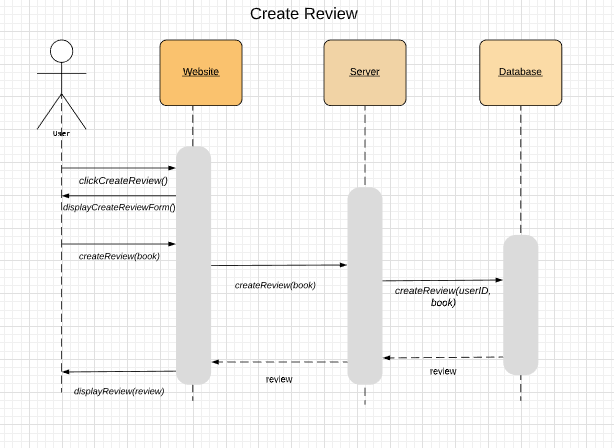 Create Review
Website
Server
Database
User
clickCreateReview()
displayCreateReviewForm()
createReview(book)
createReview(book)
createReview(userID,
book)
review
review
displayReview(review)